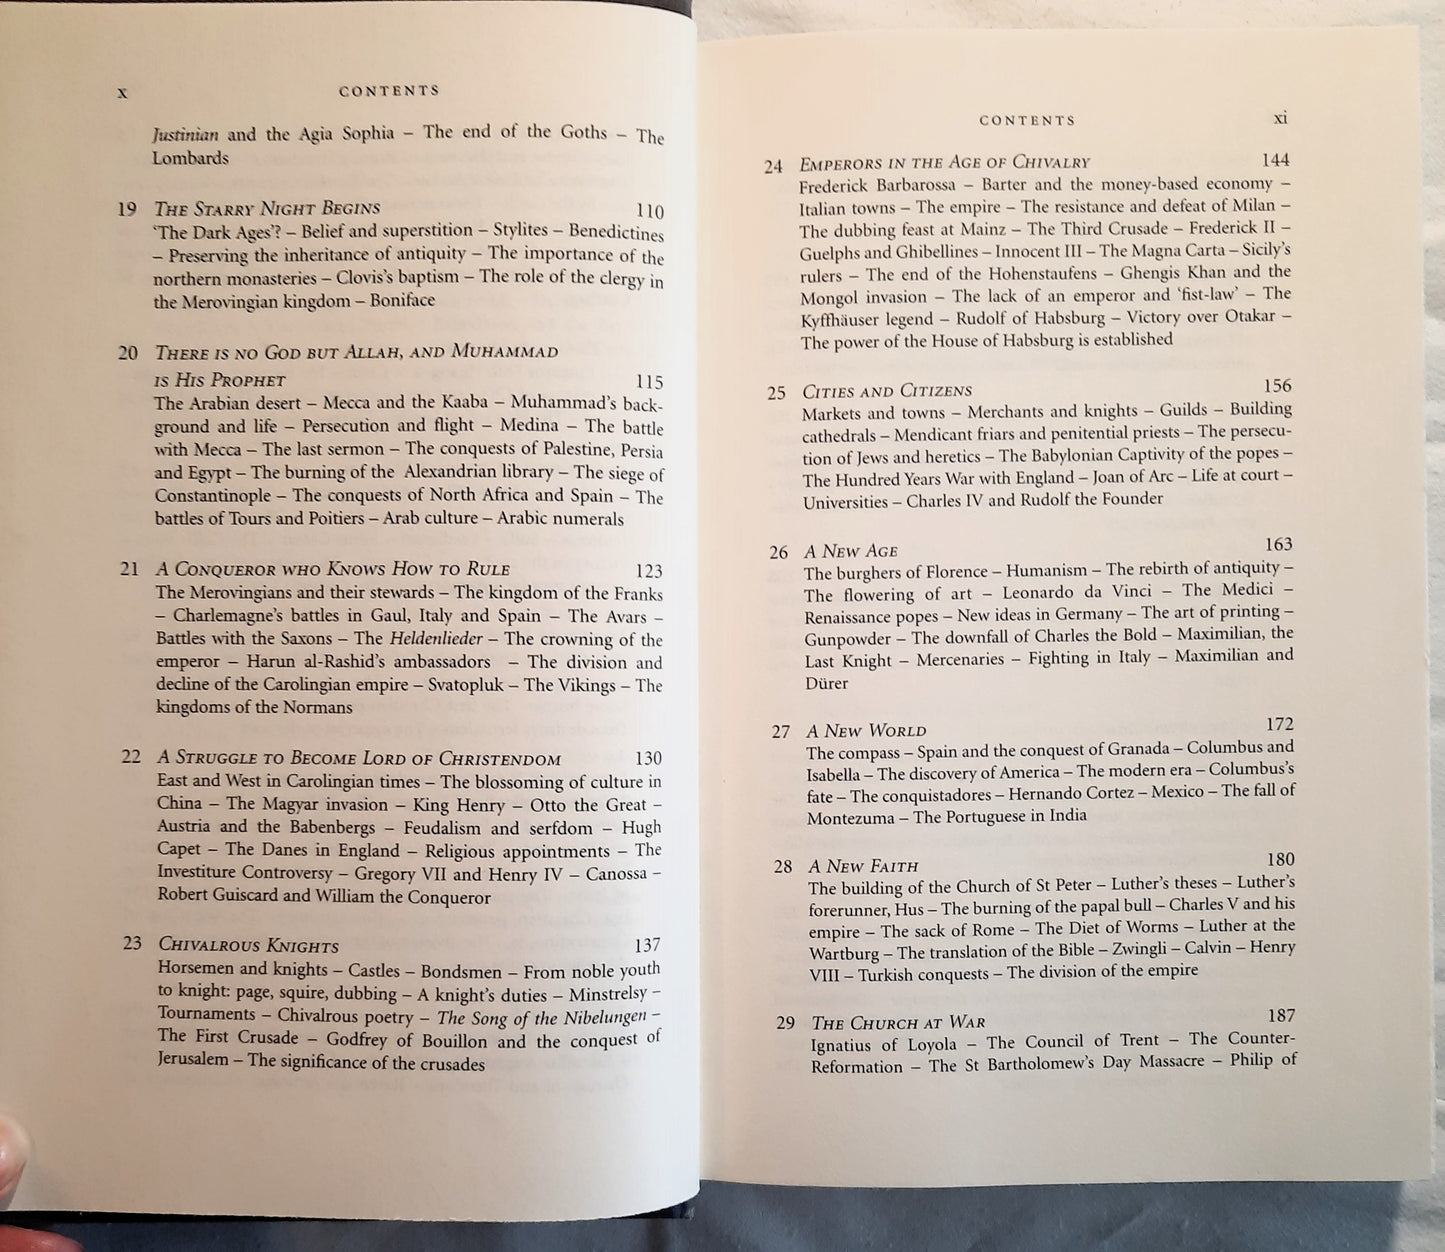 x CONTENTS
Justinian and the Agia Sophia – The end of the Goths – The
Lombards
19 The Starry Night Begins 110
‘The Dark Ages’? – Belief and superstition – Stylites – Benedictines
– Preserving the inheritance of antiquity – The importance of the
northern monasteries – Clovis’s baptism – The role of the clergy in
the Merovingian kingdom – Boniface
20 There is no God but Allah, and Muhammad
is His Prophet 115
The Arabian desert – Mecca and the Kaaba – Muhammad’s back-
ground and life – Persecution and flight – Medina – The battle
with Mecca – The last sermon – The conquests of Palestine, Persia
and Egypt – The burning of the Alexandrian library – The siege of
Constantinople – The conquests of North Africa and Spain – The
battles of Tours and Poitiers – Arab culture – Arabic numerals
21 A Conqueror who Knows How to Rule 123
The Merovingians and their stewards – The kingdom of the Franks
– Charlemagne’s battles in Gaul, Italy and Spain – The Avars –
Battles with the Saxons – The Heldenlieder – The crowning of the
emperor – Harun al-Rashid’s ambassadors – The division and
decline of the Carolingian empire – Svatopluk – The Vikings – The
kingdoms of the Normans
22 A Struggle to Become Lord of Christendom 130
East and West in Carolingian times – The blossoming of culture in
China – The Magyar invasion – King Henry – Otto the Great –
Austria and the Babenbergs – Feudalism and serfdom – Hugh
Capet – The Danes in England – Religious appointments – The
Investiture Controversy – Gregory VII and Henry IV – Canossa –
Robert Guiscard and William the Conqueror
23 Chivalrous Knights 137
Horsemen and knights – Castles – Bondsmen – From noble youth
to knight: page, squire, dubbing – A knight’s duties – Minstrelsy –
Tournaments – Chivalrous poetry – The Song of the Nibelungen –
The First Crusade – Godfrey of Bouillon and the conquest of
Jerusalem – The significance of the crusades
CONTENTS xi
24 Emperors in the Age of Chivalry 144
Frederick Barbarossa – Barter and the money-based economy –
Italian towns – The empire – The resistance and defeat of Milan –
The dubbing feast at Mainz – The Third Crusade – Frederick II –
Guelphs and Ghibellines – Innocent III – The Magna Carta – Sicily’s
rulers – The end of the Hohenstaufens – Ghengis Khan and the
Mongol invasion – The lack of an emperor and ‘fist-law’ – The
Kyffhäuser legend – Rudolf of Habsburg – Victory over Otakar –
The power of the House of Habsburg is established
25 Cities and Citizens 156
Markets and towns – Merchants and knights – Guilds – Building
cathedrals – Mendicant friars and penitential priests – The persecu-
tion of Jews and heretics – The Babylonian Captivity of the popes –
The Hundred Years War with England – Joan of Arc – Life at court –
Universities – Charles IV and Rudolf the Founder
26 A New Age 163
The burghers of Florence – Humanism – The rebirth of antiquity –
The flowering of art – Leonardo da Vinci – The Medici –
Renaissance popes – New ideas in Germany – The art of printing –
Gunpowder – The downfall of Charles the Bold – Maximilian, the
Last Knight – Mercenaries – Fighting in Italy – Maximilian and
Dürer
27 A New World 172
The compass – Spain and the conquest of Granada – Columbus and
Isabella – The discovery of America – The modern era – Columbus’s
fate – The conquistadores – Hernando Cortez – Mexico – The fall of
Montezuma – The Portuguese in India
28 A New Faith 180
The building of the Church of St Peter – Luther’s theses – Luther’s
forerunner, Hus – The burning of the papal bull – Charles V and his
empire – The sack of Rome – The Diet of Worms – Luther at the
Wartburg – The translation of the Bible – Zwingli – Calvin – Henry
VIII – Turkish conquests – The division of the empire
29 The Church at War 187
Ignatius of Loyola – The Council of Trent – The Counter-
Reformation – The St Bartholomew’s Day Massacre – Philip of